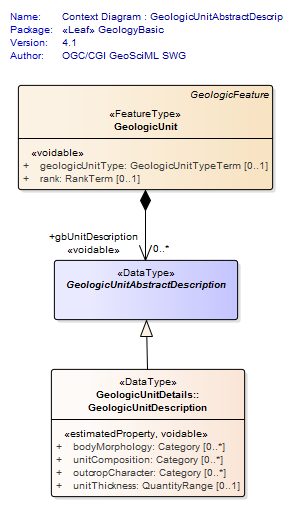 Name: Context Diagram : GeologicUnitAbstractDescrip
Package: «Leaf» GeologyBasic
Version: 4.1
Author: OGC/CGI GeoSciML SWG
GeologicFeature
«FeatureType»
GeologicUnit
«voidable»
+ geologicUnitType: GeologicUnitTypeTerm [0..1]
+ rank: RankTerm [0..1]
+gbUnitDescription
«voidable» 0..*
«DataType»
GeologicUnitAbstractDescription
«DataType»
GeologicUnitDetails::
GeologicUnitDescription
«estimatedProperty, voidable»
+ bodyMorphology: Category [0..*]
+ unitComposition: Category [0..*]
+ outcropCharacter: Category [0..*]
+ unitThickness: QuantityRange [0..1]